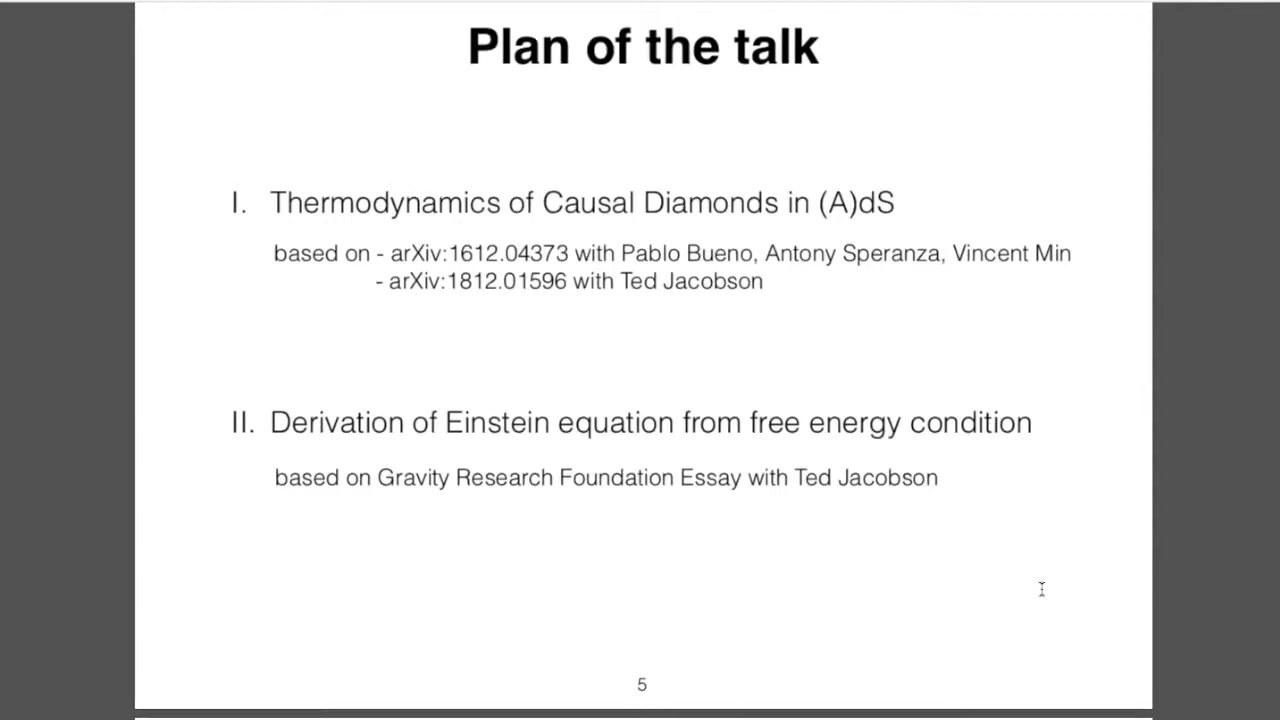 Plan of the talk
I. Thermodynamics of Causal Diamonds in (A)dS
based on - arXiv:1612.04373 with Pablo Bueno, Antony Speranza, Vincent Min
- arXiv:1812.01596 with Ted Jacobson
II. Derivation of Einstein equation from free energy condition
based on Gravity Research Foundation Essay with Ted Jacobson
5